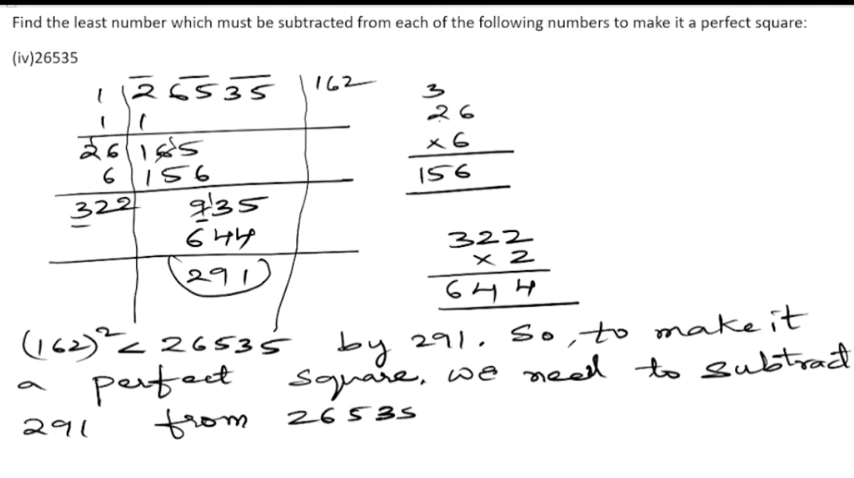 Find the least number which must be subtracted from each of the following numbers to make it a perfect square:
(iv)26535
1 2 65 35 162
1 1
26 165
6 156
322 935
644
291
3
26
x 6
156
322
x 2
644
(162)² < 26535 by 291. So, to make it
a perfect square, we need to subtract
291 from 26535